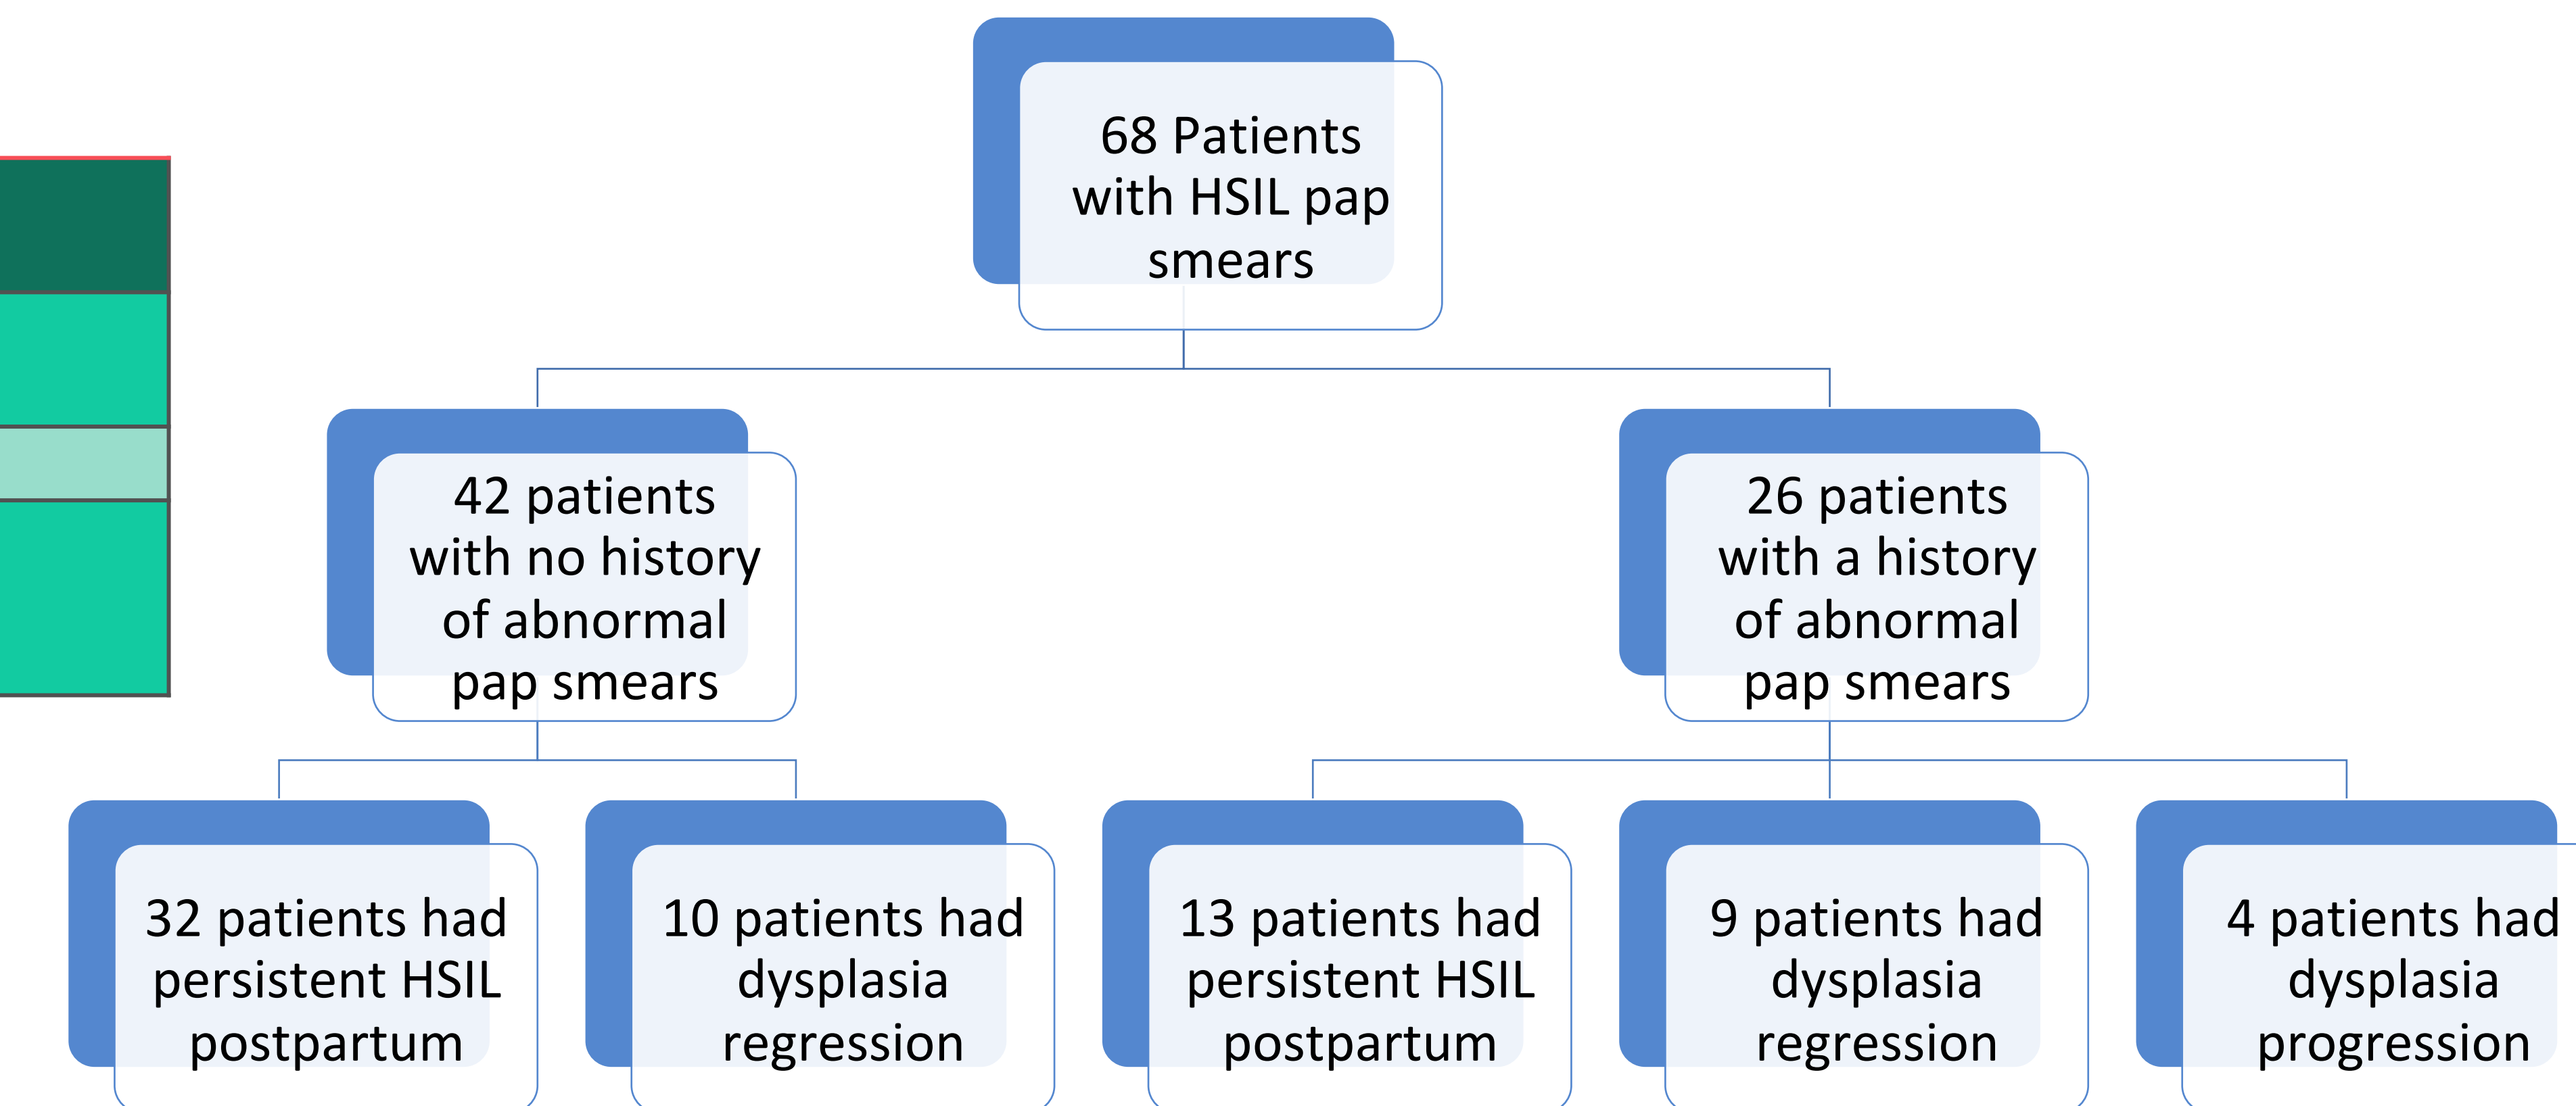 68 Patients
with HSIL pap
smears
42 patients
with no history
of abnormal
pap smears
26 patients
with a history
of abnormal
pap smears
32 patients had
persistent HSIL
postpartum
10 patients had
dysplasia
regression
13 patients had
persistent HSIL
postpartum
9 patients had
dysplasia
regression
4 patients had
dysplasia
progression